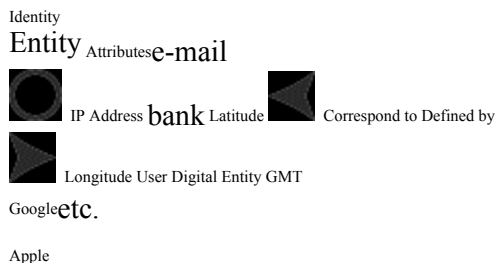 Identity
Entity Attributes e-mail
IP Address bank Latitude Correspond to Defined by
Longitude User Digital Entity GMT
Google etc.
Apple